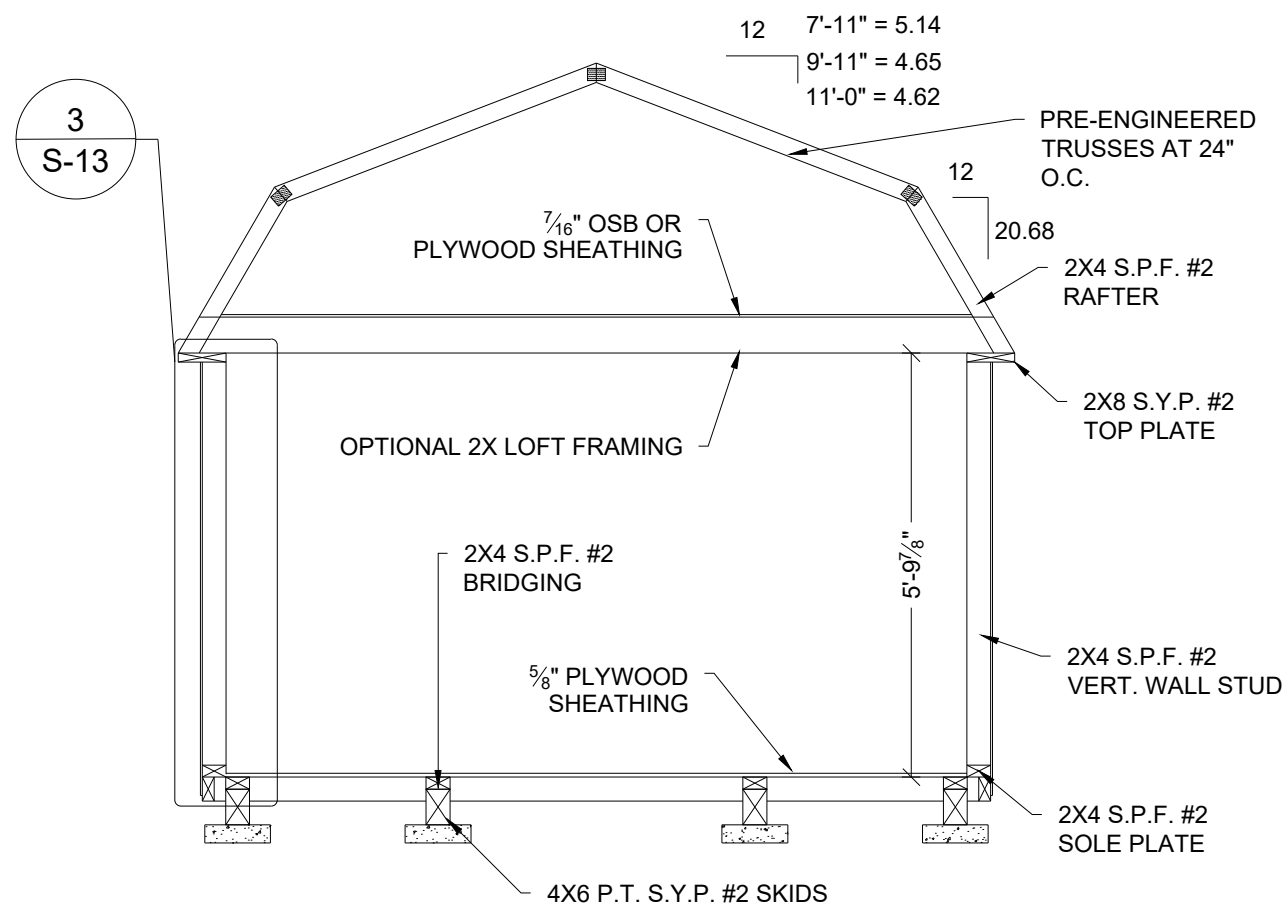 12
7'-11" = 5.14
9'-11" = 4.65
11'-0" = 4.62
3
S-13
PRE-ENGINEERED
TRUSSES AT 24"
O.C.
12
20.68
7/16" OSB OR
PLYWOOD SHEATHING
2X4 S.P.F. #2
RAFTER
2X8 S.Y.P. #2
TOP PLATE
OPTIONAL 2X LOFT FRAMING
5'-9 7/8"
2X4 S.P.F. #2
BRIDGING
2X4 S.P.F. #2
VERT. WALL STUD
5/8" PLYWOOD
SHEATHING
2X4 S.P.F. #2
SOLE PLATE
4X6 P.T. S.Y.P. #2 SKIDS